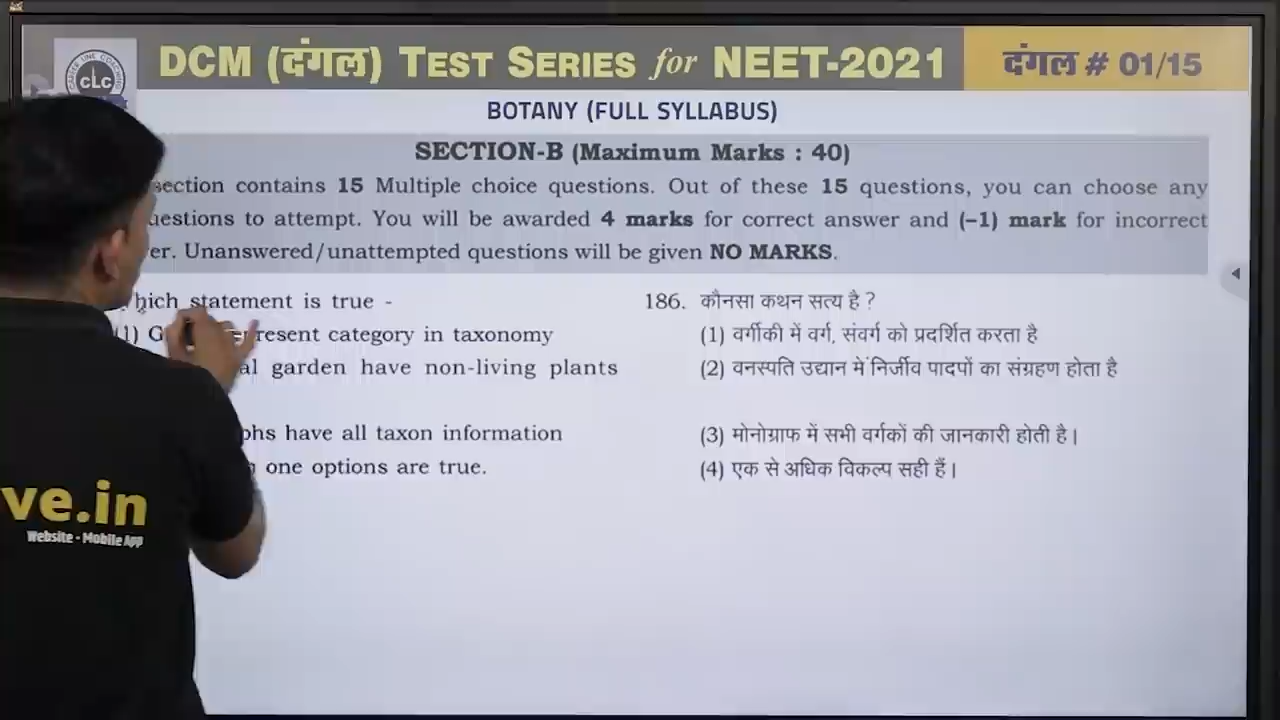 DCM (दंगल) TEST SERIES for NEET-2021
दंगल # 01/15
CLC
BOTANY (FULL SYLLABUS)
SECTION-B (Maximum Marks : 40)
section contains 15 Multiple choice questions. Out of these 15 questions, you can choose any
uestions to attempt. You will be awarded 4 marks for correct answer and (–1) mark for incorrect
er. Unanswered/unattempted questions will be given NO MARKS.
hich statement is true -
1) G resent category in taxonomy
al garden have non-living plants
phs have all taxon information
one options are true.
186. कौनसा कथन सत्य है ?
(1) वर्गीकी में वर्ग, संवर्ग को प्रदर्शित करता है
(2) वनस्पति उद्यान में निर्जीव पादपों का संग्रहण होता है
(3) मोनोग्राफ में सभी वर्गकों की जानकारी होती है।
(4) एक से अधिक विकल्प सही हैं।
ve.in
Website - Mobile App